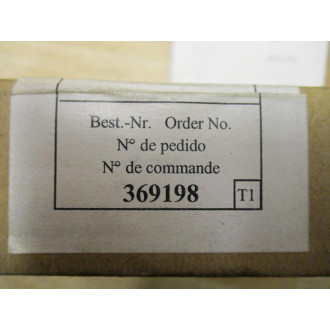 Best.-Nr. Order No.
N° de pedido
N° de commande
369198 T1